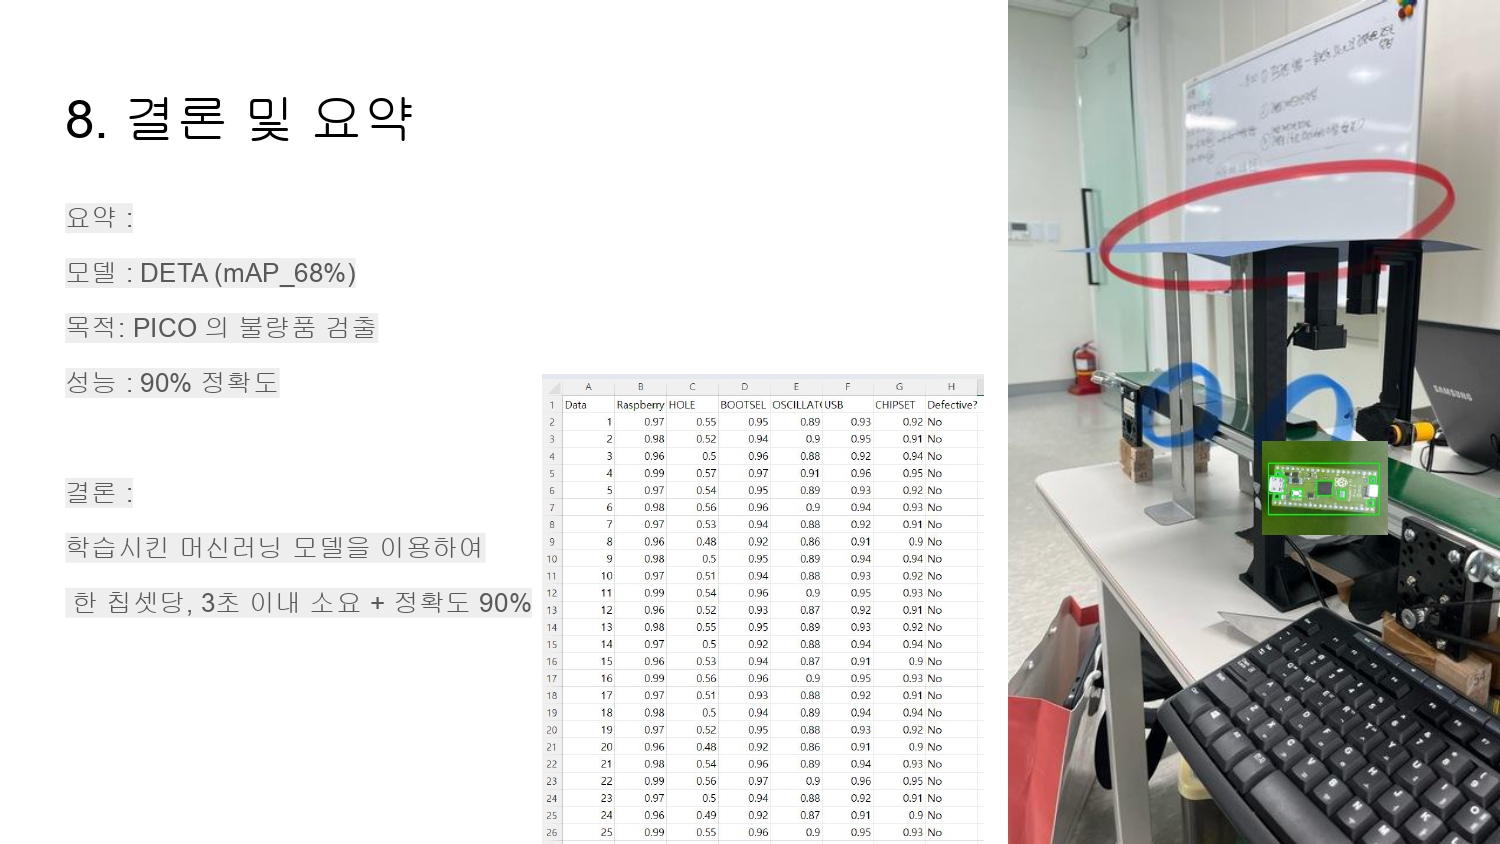 8. 결론 및 요약
요약 :
모델 : DETA (mAP_68%)
목적: PICO 의 불량품 검출
성능 : 90% 정확도
결론 :
학습시킨 머신러닝 모델을 이용하여
한 칩셋당, 3초 이내 소요 + 정확도 90%
A B C D E F G H
1 Data Raspberry HOLE BOOTSEL OSCILLAT USB CHIPSET Defective?
2 1 0.97 0.55 0.95 0.89 0.93 0.92 No
3 2 0.98 0.52 0.94 0.9 0.95 0.91 No
4 3 0.96 0.5 0.96 0.88 0.92 0.94 No
5 4 0.99 0.57 0.97 0.91 0.96 0.95 No
6 5 0.97 0.54 0.95 0.89 0.93 0.92 No
7 6 0.98 0.56 0.96 0.9 0.94 0.93 No
8 7 0.97 0.53 0.94 0.88 0.92 0.91 No
9 8 0.96 0.48 0.92 0.86 0.91 0.9 No
10 9 0.98 0.5 0.95 0.89 0.94 0.94 No
11 10 0.97 0.51 0.94 0.88 0.93 0.92 No
12 11 0.99 0.54 0.96 0.9 0.95 0.93 No
13 12 0.96 0.52 0.93 0.87 0.92 0.91 No
14 13 0.98 0.55 0.95 0.89 0.93 0.92 No
15 14 0.97 0.5 0.92 0.88 0.94 0.94 No
16 15 0.96 0.53 0.94 0.87 0.91 0.9 No
17 16 0.99 0.56 0.96 0.9 0.95 0.93 No
18 17 0.97 0.51 0.93 0.88 0.92 0.91 No
19 18 0.98 0.5 0.94 0.89 0.94 0.94 No
20 19 0.97 0.52 0.95 0.88 0.93 0.92 No
21 20 0.96 0.48 0.92 0.86 0.91 0.9 No
22 21 0.98 0.54 0.96 0.89 0.94 0.93 No
23 22 0.99 0.56 0.97 0.9 0.96 0.95 No
24 23 0.97 0.5 0.94 0.88 0.92 0.91 No
25 24 0.96 0.49 0.92 0.87 0.91 0.9 No
26 25 0.99 0.55 0.96 0.9 0.95 0.93 No
SAMSUNG